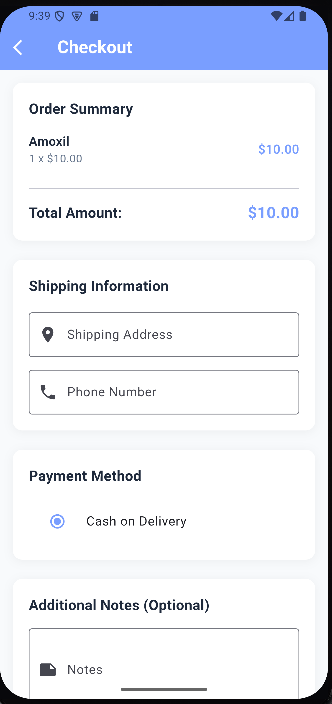 9:39
Checkout
Order Summary
Amoxil
1 x $10.00
$10.00
Total Amount:
$10.00
Shipping Information
Shipping Address
Phone Number
Payment Method
Cash on Delivery
Additional Notes (Optional)
Notes